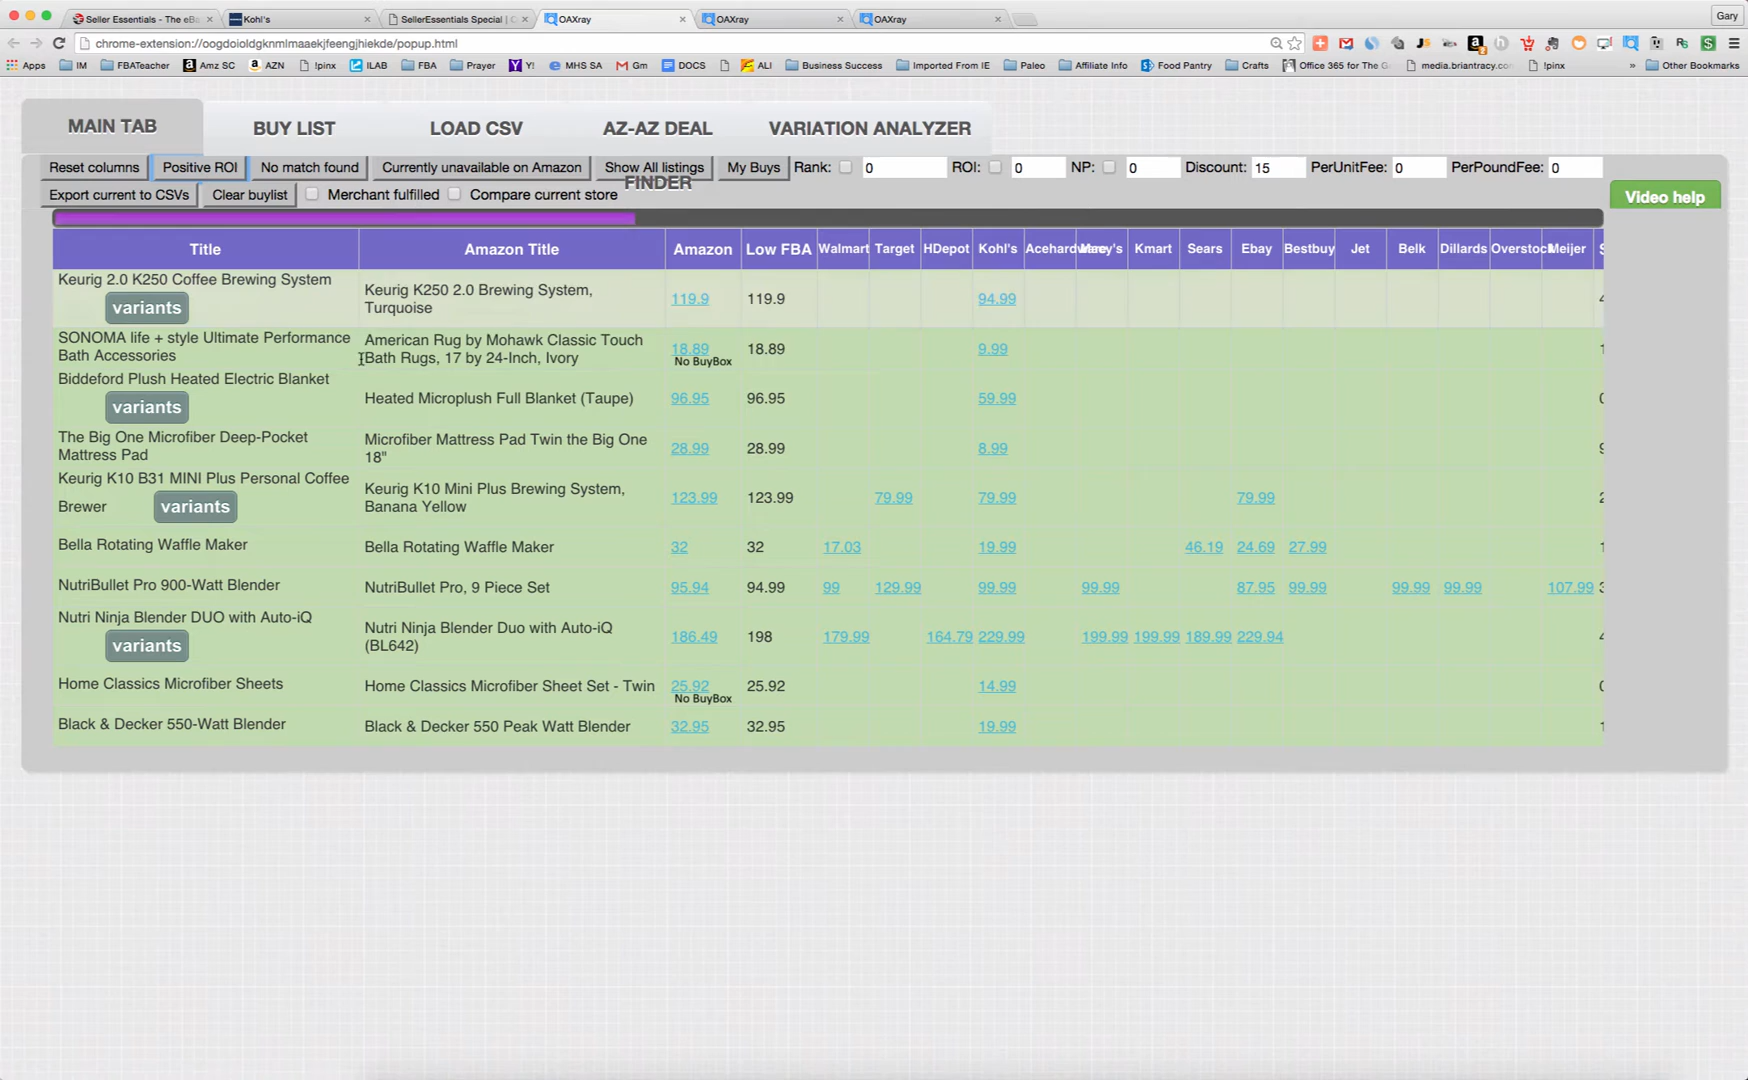 Seller Essentials - The eBa
Kohl's
SellerEssentials Special | C
OAXray
OAXray
OAXray
Gary
chrome-extension://oogdoioldgknmlmaaekjfeengjhiekde/popup.html
Apps IM FBATeacher Amz SC AZN !pinx ILAB FBA Prayer Y! MHS SA Gm DOCS ALI Business Success Imported From IE Paleo Affiliate Info Food Pantry Crafts Office 365 for The G media.briantracy.co !pinx » Other Bookmarks
MAIN TAB BUY LIST LOAD CSV AZ-AZ DEAL FINDER VARIATION ANALYZER
Reset columns Positive ROI No match found Currently unavailable on Amazon Show All listings My Buys Rank: 0 ROI: 0 NP: 0 Discount: 15 PerUnitFee: 0 PerPoundFee: 0
Export current to CSVs Clear buylist Merchant fulfilled Compare current store
Video help
Title Amazon Title Amazon Low FBA Walmart Target HDepot Kohl's Acehardware Macy's Kmart Sears Ebay Bestbuy Jet Belk Dillards Overstock Meijer S
Keurig 2.0 K250 Coffee Brewing System
variants
Keurig K250 2.0 Brewing System,
Turquoise
119.9 119.9 94.99
SONOMA life + style Ultimate Performance
Bath Accessories
American Rug by Mohawk Classic Touch
Bath Rugs, 17 by 24-Inch, Ivory
18.89 18.89 9.99
No BuyBox
Biddeford Plush Heated Electric Blanket
variants
Heated Microplush Full Blanket (Taupe)
96.95 96.95 59.99
The Big One Microfiber Deep-Pocket
Mattress Pad
Microfiber Mattress Pad Twin the Big One
18"
28.99 28.99 8.99
Keurig K10 B31 MINI Plus Personal Coffee
Brewer variants
Keurig K10 Mini Plus Brewing System,
Banana Yellow
123.99 123.99 79.99 79.99 79.99
Bella Rotating Waffle Maker Bella Rotating Waffle Maker 32 32 17.03 19.99 46.19 24.69 27.99
NutriBullet Pro 900-Watt Blender NutriBullet Pro, 9 Piece Set 95.94 94.99 99 129.99 99.99 99.99 87.95 99.99 99.99 99.99 107.99
Nutri Ninja Blender DUO with Auto-iQ
variants
Nutri Ninja Blender Duo with Auto-iQ
(BL642)
186.49 198 179.99 164.79 229.99 199.99 199.99 189.99 229.94
Home Classics Microfiber Sheets Home Classics Microfiber Sheet Set - Twin 25.92 25.92 14.99
No BuyBox
Black & Decker 550-Watt Blender Black & Decker 550 Peak Watt Blender 32.95 32.95 19.99